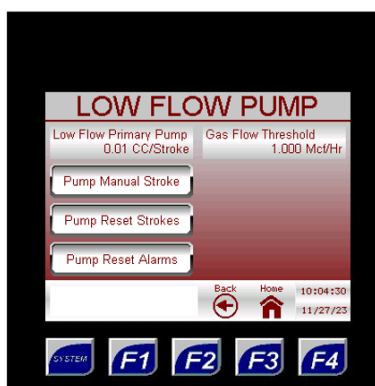 LOW FLOW PUMP
Low Flow Primary Pump
0.01 CC/Stroke
Gas Flow Threshold
1.000 Mcf/Hr
Pump Manual Stroke
Pump Reset Strokes
Pump Reset Alarms
Back
Home
10:04:30
11/27/23
SYSTEM
F1
F2
F3
F4